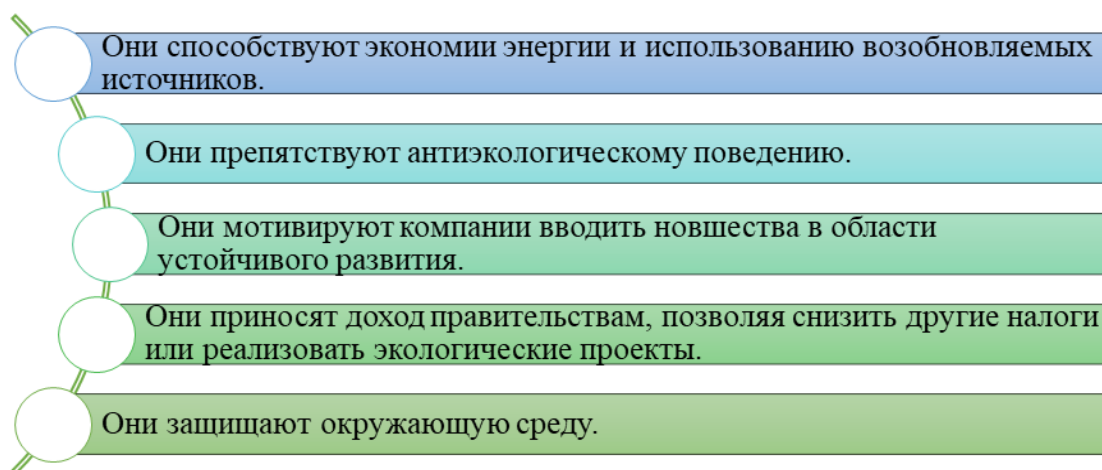 Они способствуют экономии энергии и использованию возобновляемых
источников.
Они препятствуют антиэкологическому поведению.
Они мотивируют компании вводить новшества в области
устойчивого развития.
Они приносят доход правительствам, позволяя снизить другие налоги
или реализовать экологические проекты.
Они защищают окружающую среду.